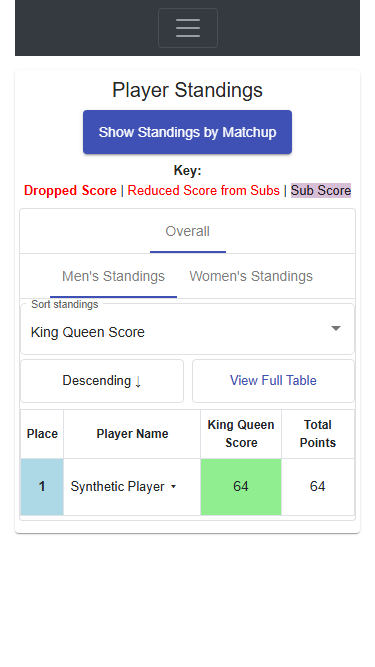 Player Standings
Show Standings by Matchup
Key:
Dropped Score | Reduced Score from Subs | Sub Score
Overall
Men's Standings Women's Standings
Sort standings
King Queen Score
Descending ↓ View Full Table
Place Player Name King Queen Score Total Points
1 Synthetic Player 64 64